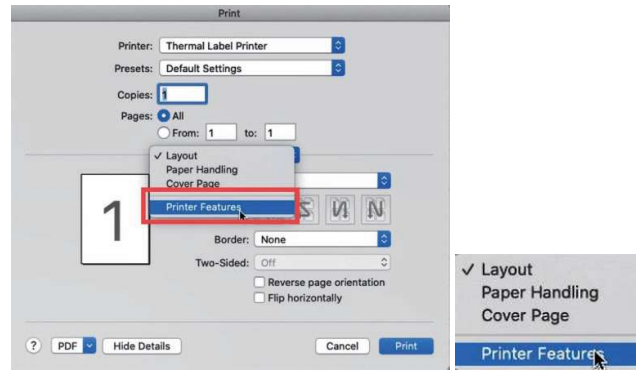 Print
Printer: Thermal Label Printer
Presets: Default Settings
Copies: 1
Pages: All
From: 1 to: 1
✓ Layout
Paper Handling
Cover Page
Printer Features
1
Border: None
Two-Sided: Off
Reverse page orientation
Flip horizontally
? PDF Hide Details Cancel Print
✓ Layout
Paper Handling
Cover Page
Printer Features